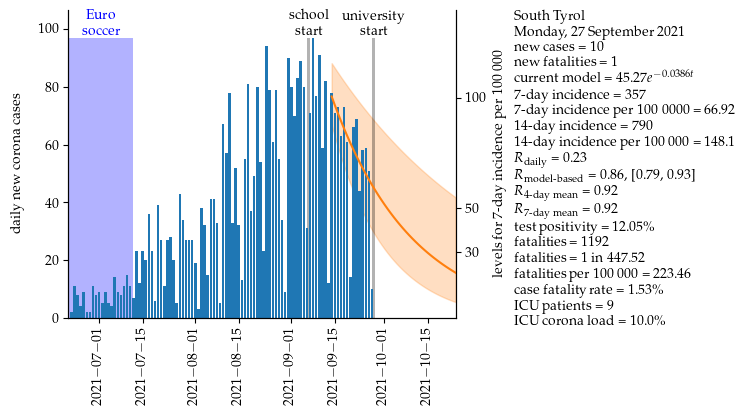 Euro
soccer
school
start
university
start
100
80
60
40
20
0
daily new corona cases
100
50
30
levels for 7-day incidence per 100 000
2021−07−01
2021−07−15
2021−08−01
2021−08−15
2021−09−01
2021−09−15
2021−10−01
2021−10−15
South Tyrol
Monday, 27 September 2021
new cases = 10
new fatalities = 1
current model = 45.27e^−0.0386t
7-day incidence = 357
7-day incidence per 100 0000 = 66.92
14-day incidence = 790
14-day incidence per 100 000 = 148.1
R daily = 0.23
R model-based = 0.86, [0.79, 0.93]
R 4-day mean = 0.92
R 7-day mean = 0.92
test positivity = 12.05%
fatalities = 1192
fatalities = 1 in 447.52
fatalities per 100 000 = 223.46
case fatality rate = 1.53%
ICU patients = 9
ICU corona load = 10.0%